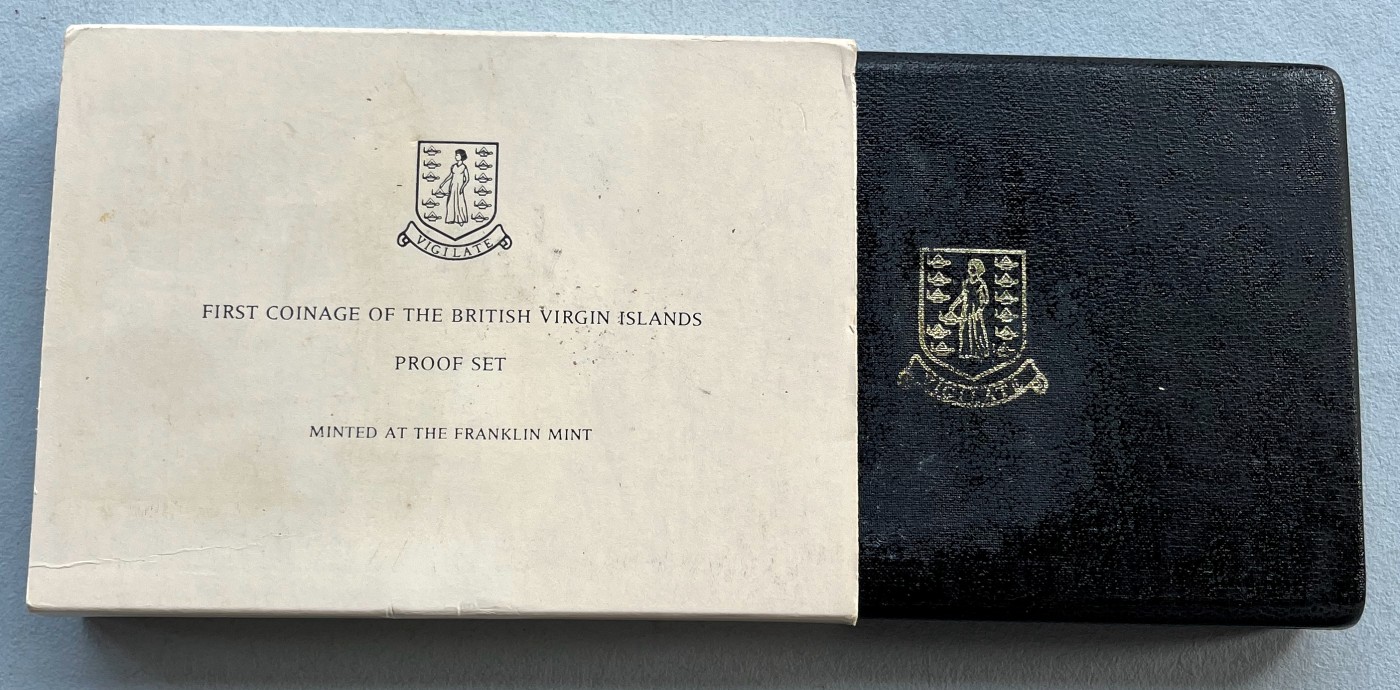 VIGILATE
FIRST COINAGE OF THE BRITISH VIRGIN ISLANDS
PROOF SET
MINTED AT THE FRANKLIN MINT
VIGILATE